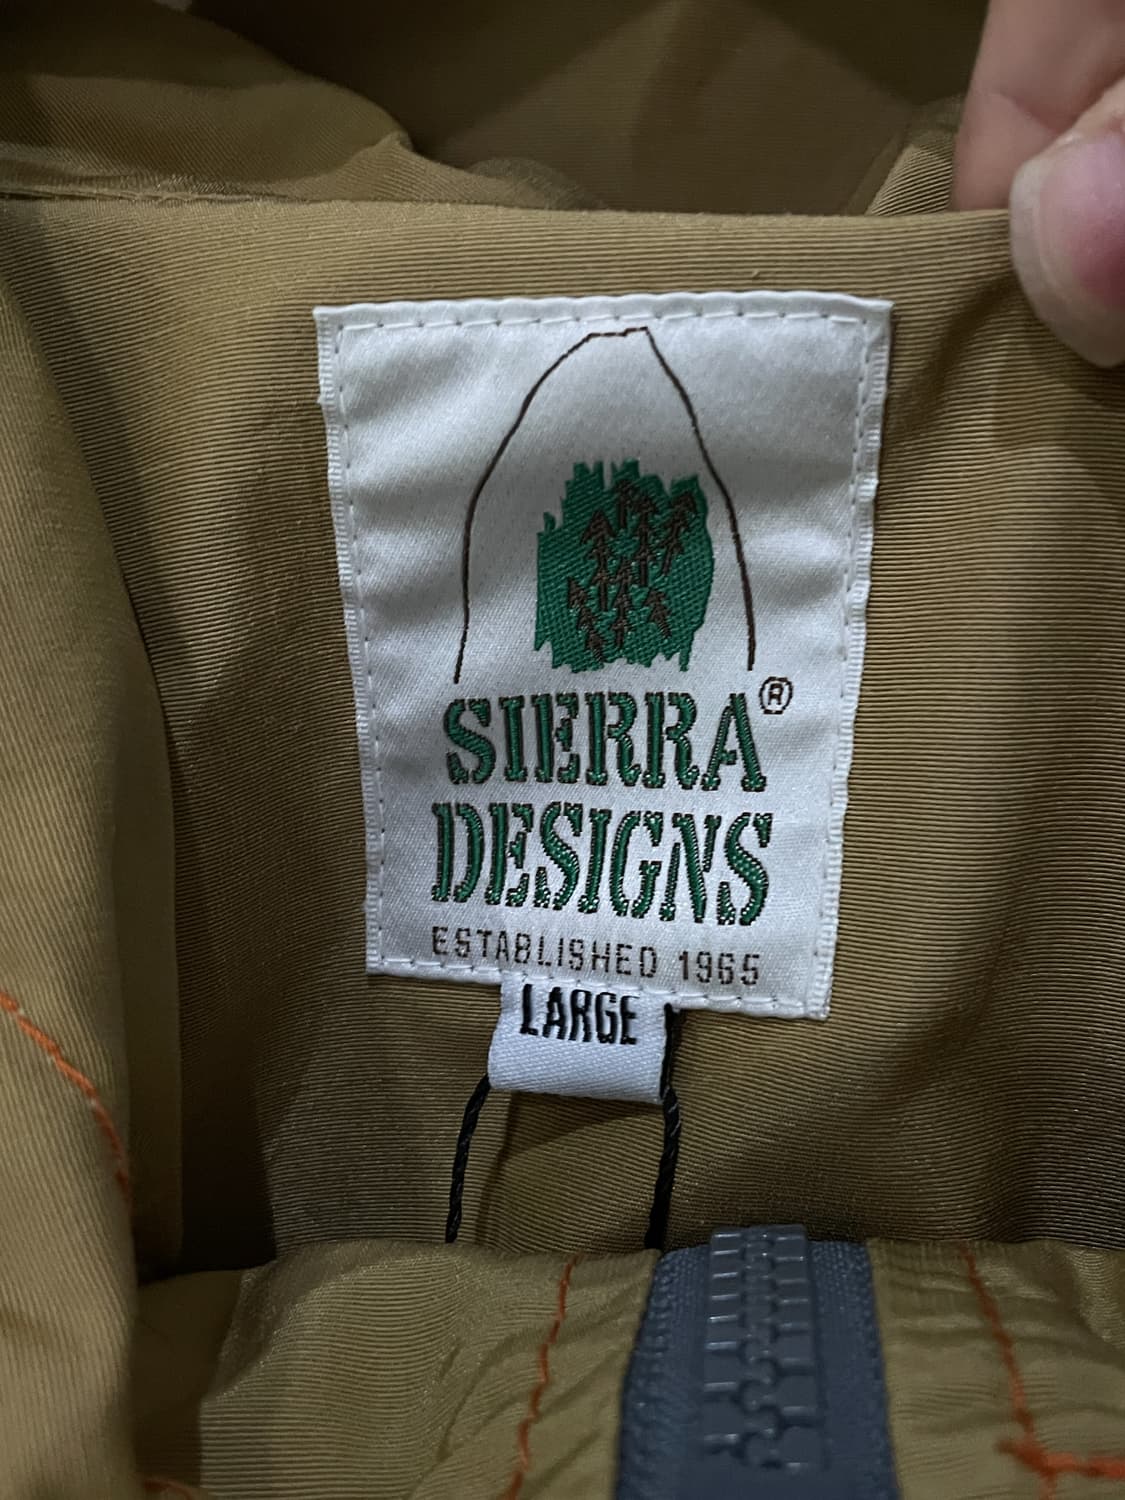 SIERRA®
DESIGNS
ESTABLISHED 1965
LARGE